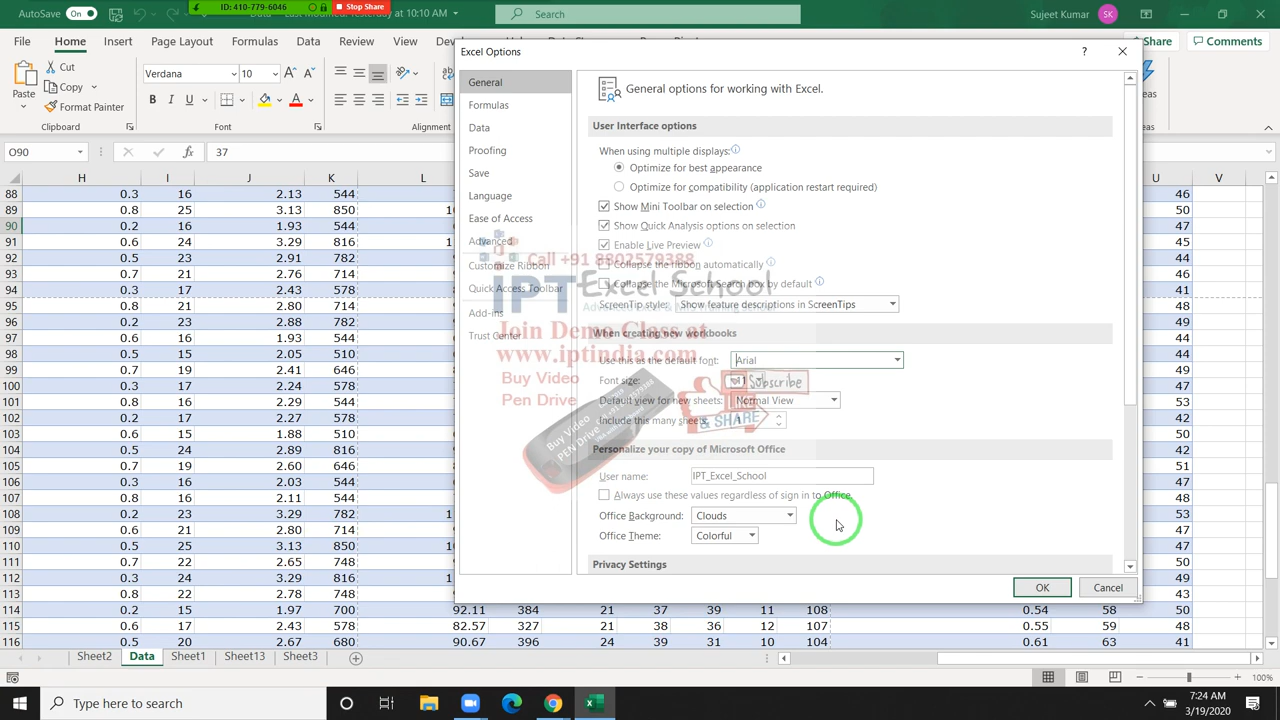 AutoSave On
ID: 410-779-6046 Stop Share
Yesterday at 10:10 AM
Search
Sujeet Kumar SK
File Home Insert Page Layout Formulas Data Review View
Share Comments
Cut
Copy
Format Painter
Paste
Verdana 10
B I U
Clipboard Font Alignment
O90 37
Excel Options
General
Formulas
Data
Proofing
Save
Language
Ease of Access
Advanced
Customize Ribbon
Quick Access Toolbar
Add-ins
Trust Center
General options for working with Excel.
User Interface options
When using multiple displays:
Optimize for best appearance
Optimize for compatibility (application restart required)
Show Mini Toolbar on selection
Show Quick Analysis options on selection
Enable Live Preview
Collapse the ribbon automatically
Collapse the Microsoft Search box by default
ScreenTip style: Show feature descriptions in ScreenTips
When creating new workbooks
Use this as the default font: Arial
Font size: 11
Default view for new sheets: Normal View
Include this many sheets: 1
Personalize your copy of Microsoft Office
User name: IPT_Excel_School
Always use these values regardless of sign in to Office.
Office Background: Clouds
Office Theme: Colorful
Privacy Settings
OK Cancel
Call +91 8802579388
IPT Excel School
Join Demo Class at
www.iptindia.com
Buy Video
Pen Drive
Buy Video
PEN Drive
Subscribe
& SHARE
H I J K L U V
88 0.3 16 2.13 544 46
89 0.8 25 3.13 850 50
90 0.2 16 1.93 544 47
91 0.6 24 3.29 816 45
92 0.5 23 2.91 782 44
93 0.7 21 2.76 714 46
94 0.3 17 2.43 578 41
95 0.8 21 2.80 714 47
96 0.2 23 2.88 782 44
97 0.6 16 1.93 544 49
98 0.5 15 2.05 510 44
99 0.7 16 2.24 544 49
100 0.3 24 3.29 816 47
101 0.8 24 3.29 816 42
102 0.2 17 2.27 578 47
103 0.6 15 1.88 510 44
104 0.5 21 2.89 714 42
105 0.7 19 2.60 646 51
106 0.3 16 2.03 544 47
107 0.8 16 2.11 544 48
108 0.2 23 3.29 782 53
109 0.6 21 2.80 714 47
110 0.5 25 3.13 850 47
111 0.7 22 2.65 748 44
112 0.3 24 3.29 816 49
113 0.8 22 2.78 748 43
114 0.2 15 1.97 700 92.11 384 21 37 39 11 108 0.54 58 50
115 0.6 17 2.43 578 82.57 327 21 38 36 12 107 0.55 59 48
116 0.5 20 2.67 680 90.67 396 24 39 31 10 104 0.61 63 41
Sheet2 Data Sheet1 Sheet13 Sheet3
100%
Type here to search
7:24 AM
3/19/2020